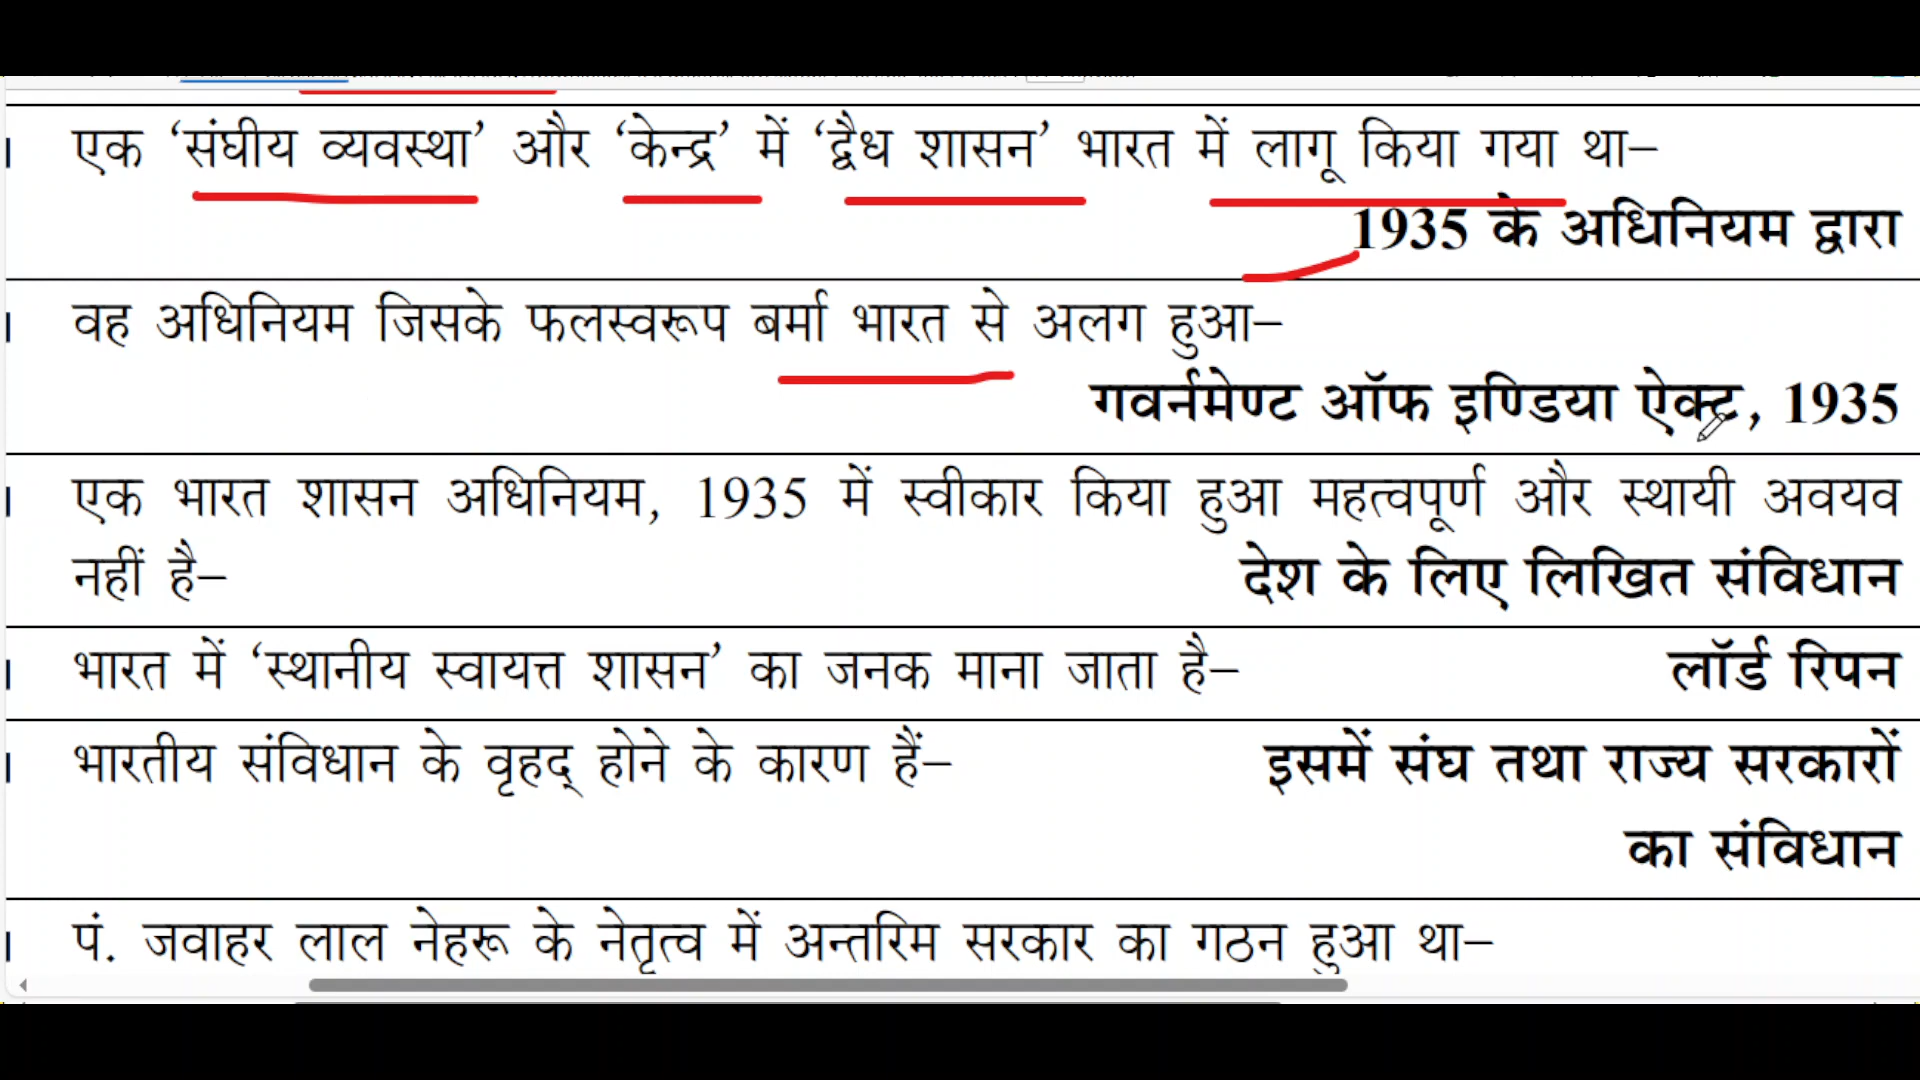 एक ‘संघीय व्यवस्था’ और ‘केन्द्र’ में ‘द्वैध शासन’ भारत में लागू किया गया था–
1935 के अधिनियम द्वारा
वह अधिनियम जिसके फलस्वरूप बर्मा भारत से अलग हुआ–
गवर्नमेण्ट ऑफ इण्डिया ऐक्ट, 1935
एक भारत शासन अधिनियम, 1935 में स्वीकार किया हुआ महत्वपूर्ण और स्थायी अवयव
नहीं है– देश के लिए लिखित संविधान
भारत में ‘स्थानीय स्वायत्त शासन’ का जनक माना जाता है– लॉर्ड रिपन
भारतीय संविधान के वृहद् होने के कारण हैं– इसमें संघ तथा राज्य सरकारों
का संविधान
पं. जवाहर लाल नेहरू के नेतृत्व में अन्तरिम सरकार का गठन हुआ था–